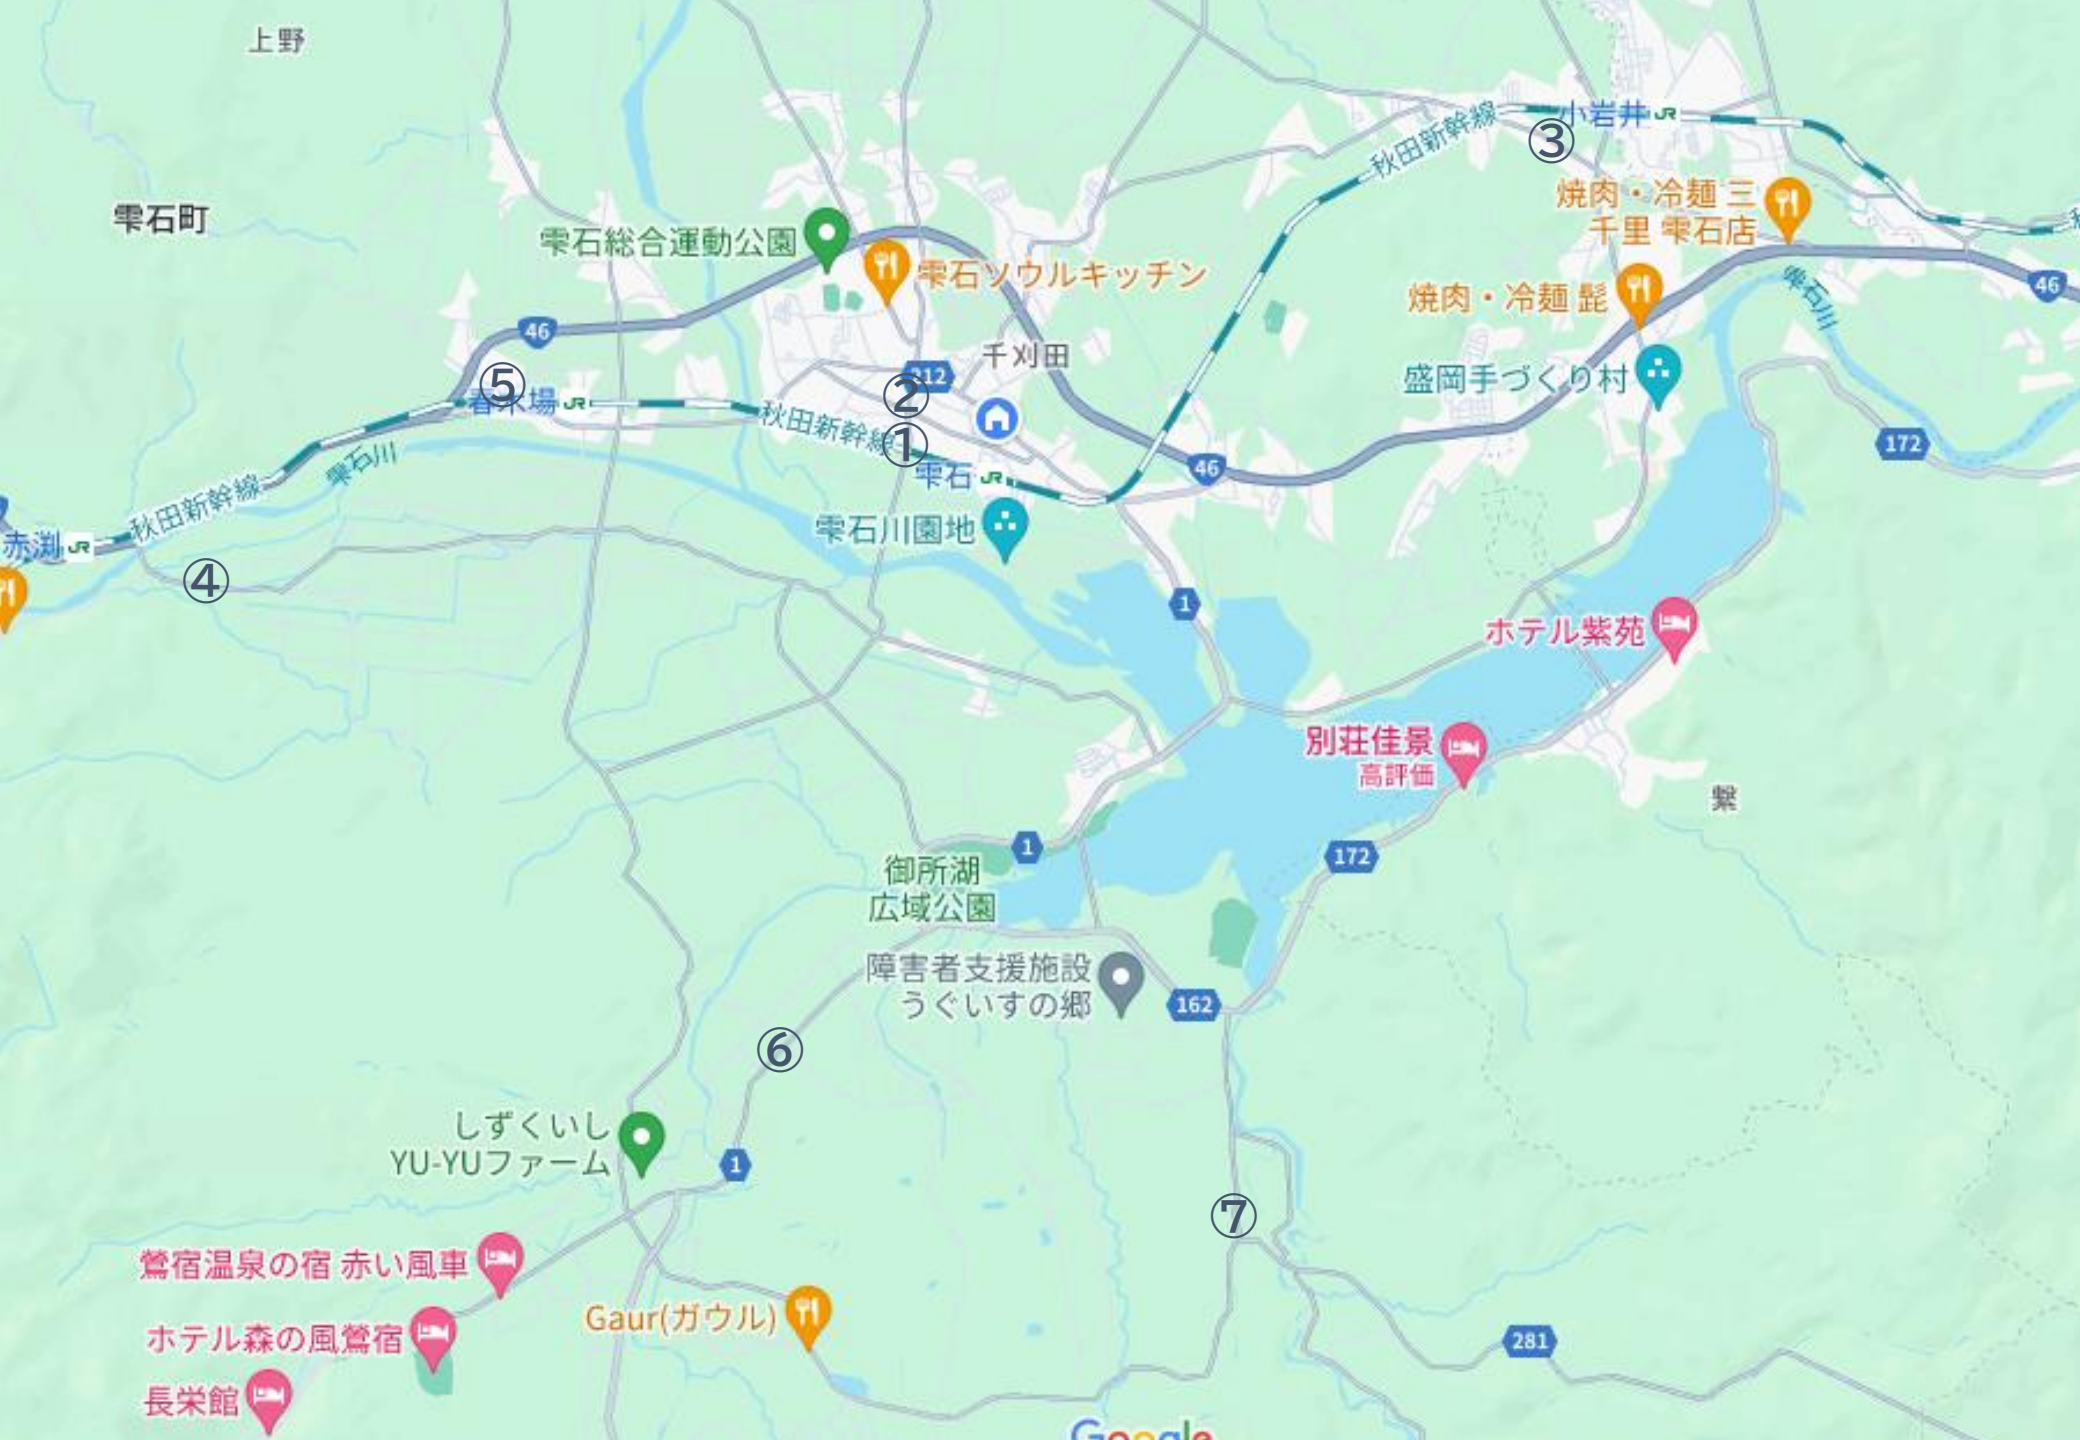 上野
雫石町
秋田新幹線
小岩井
③
焼肉・冷麺 三
千里 雫石店
46
焼肉・冷麺 髭
雫石川
盛岡手づくり村
172
雫石総合運動公園
雫石ソウルキッチン
千刈田
46
⑤
春木場
②
212
①
秋田新幹線
雫石
46
雫石川園地
雫石川
秋田新幹線
赤渕
④
1
ホテル紫苑
別荘佳景
高評価
繋
172
1
御所湖
広域公園
障害者支援施設
うぐいすの郷
162
⑥
しずくいし
YU-YUファーム
1
⑦
鶯宿温泉の宿 赤い風車
ホテル森の風鶯宿
長栄館
Gaur(ガウル)
281
Google